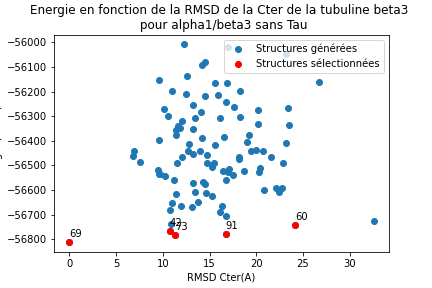 Energie en fonction de la RMSD de la Cter de la tubuline beta3
pour alpha1/beta3 sans Tau
Structures générées
Structures sélectionnées
−56000
−56100
−56200
−56300
−56400
−56500
−56600
−56700
−56800
69
42
73
91
60
0 5 10 15 20 25 30
RMSD Cter(A)